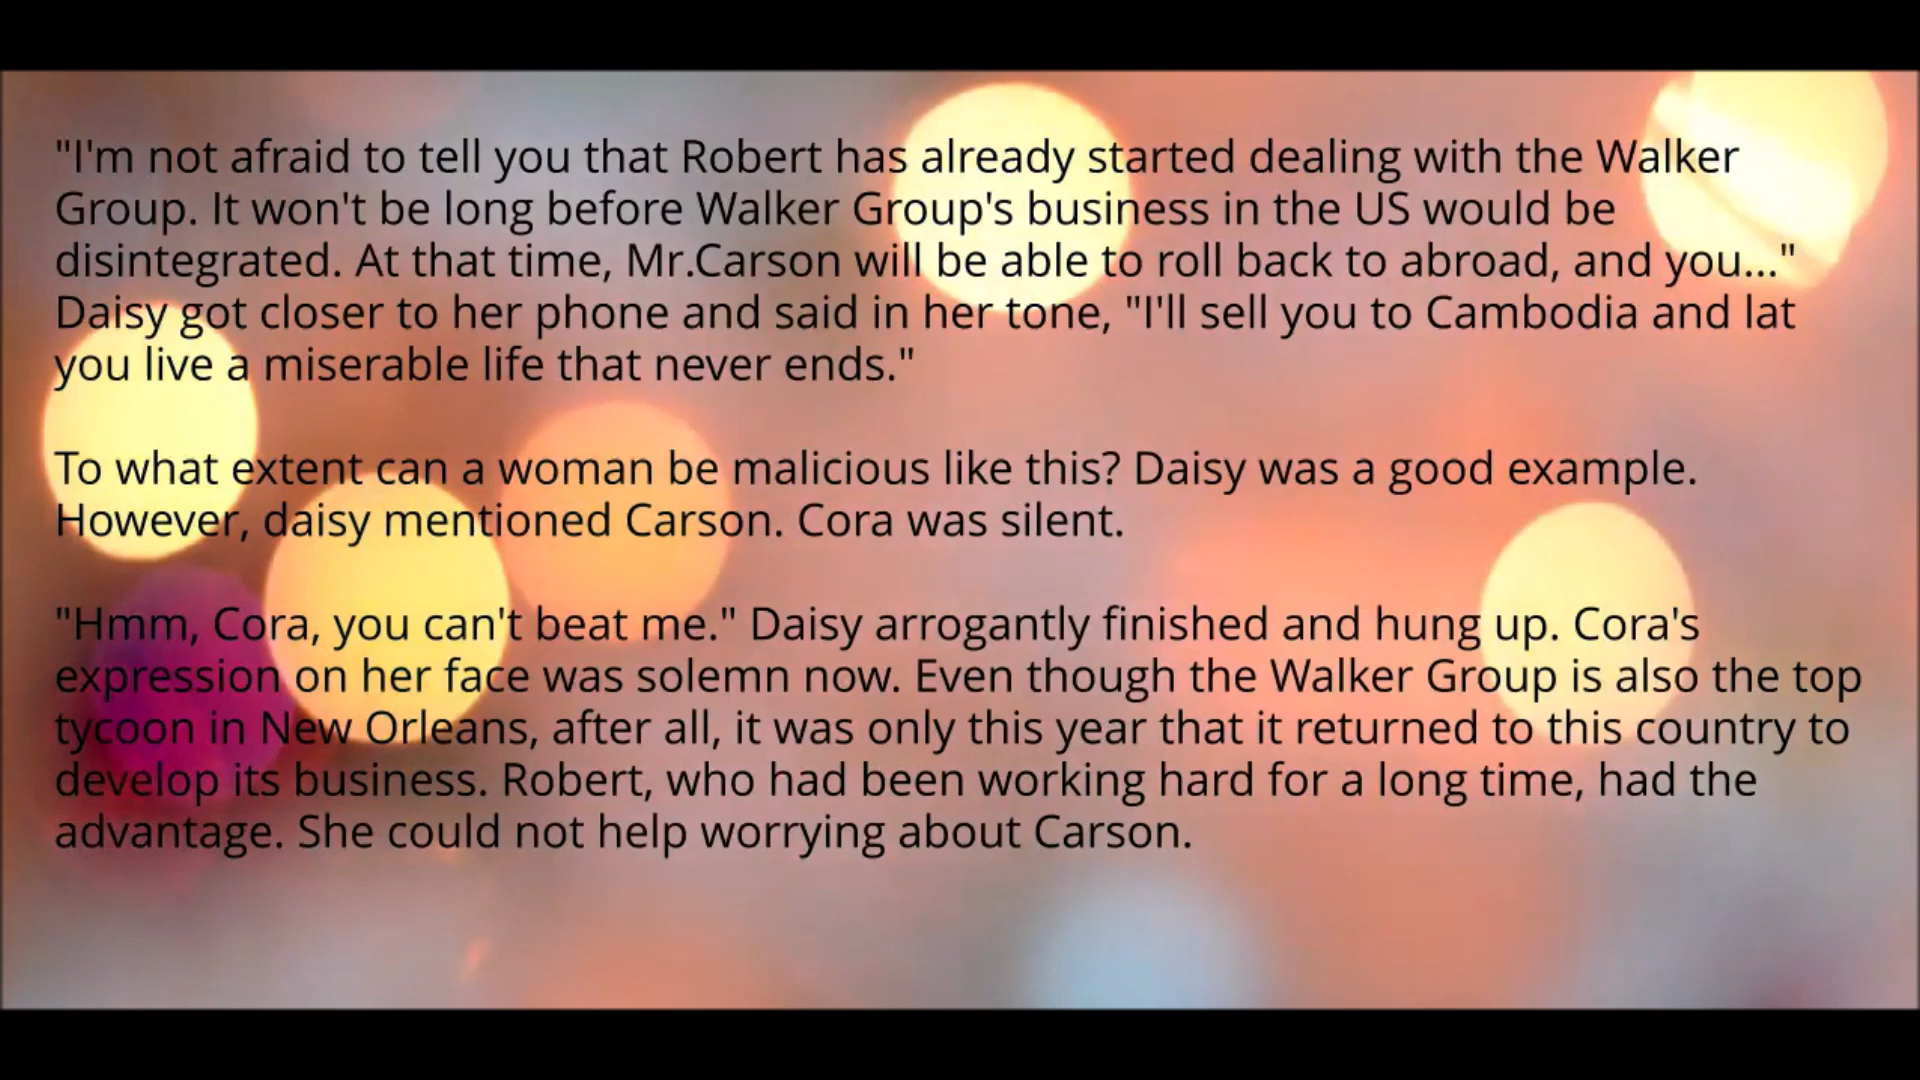 "I'm not afraid to tell you that Robert has already started dealing with the Walker
Group. It won't be long before Walker Group's business in the US would be
disintegrated. At that time, Mr.Carson will be able to roll back to abroad, and you..."
Daisy got closer to her phone and said in her tone, "I'll sell you to Cambodia and lat
you live a miserable life that never ends."
To what extent can a woman be malicious like this? Daisy was a good example.
However, daisy mentioned Carson. Cora was silent.
"Hmm, Cora, you can't beat me." Daisy arrogantly finished and hung up. Cora's
expression on her face was solemn now. Even though the Walker Group is also the top
tycoon in New Orleans, after all, it was only this year that it returned to this country to
develop its business. Robert, who had been working hard for a long time, had the
advantage. She could not help worrying about Carson.